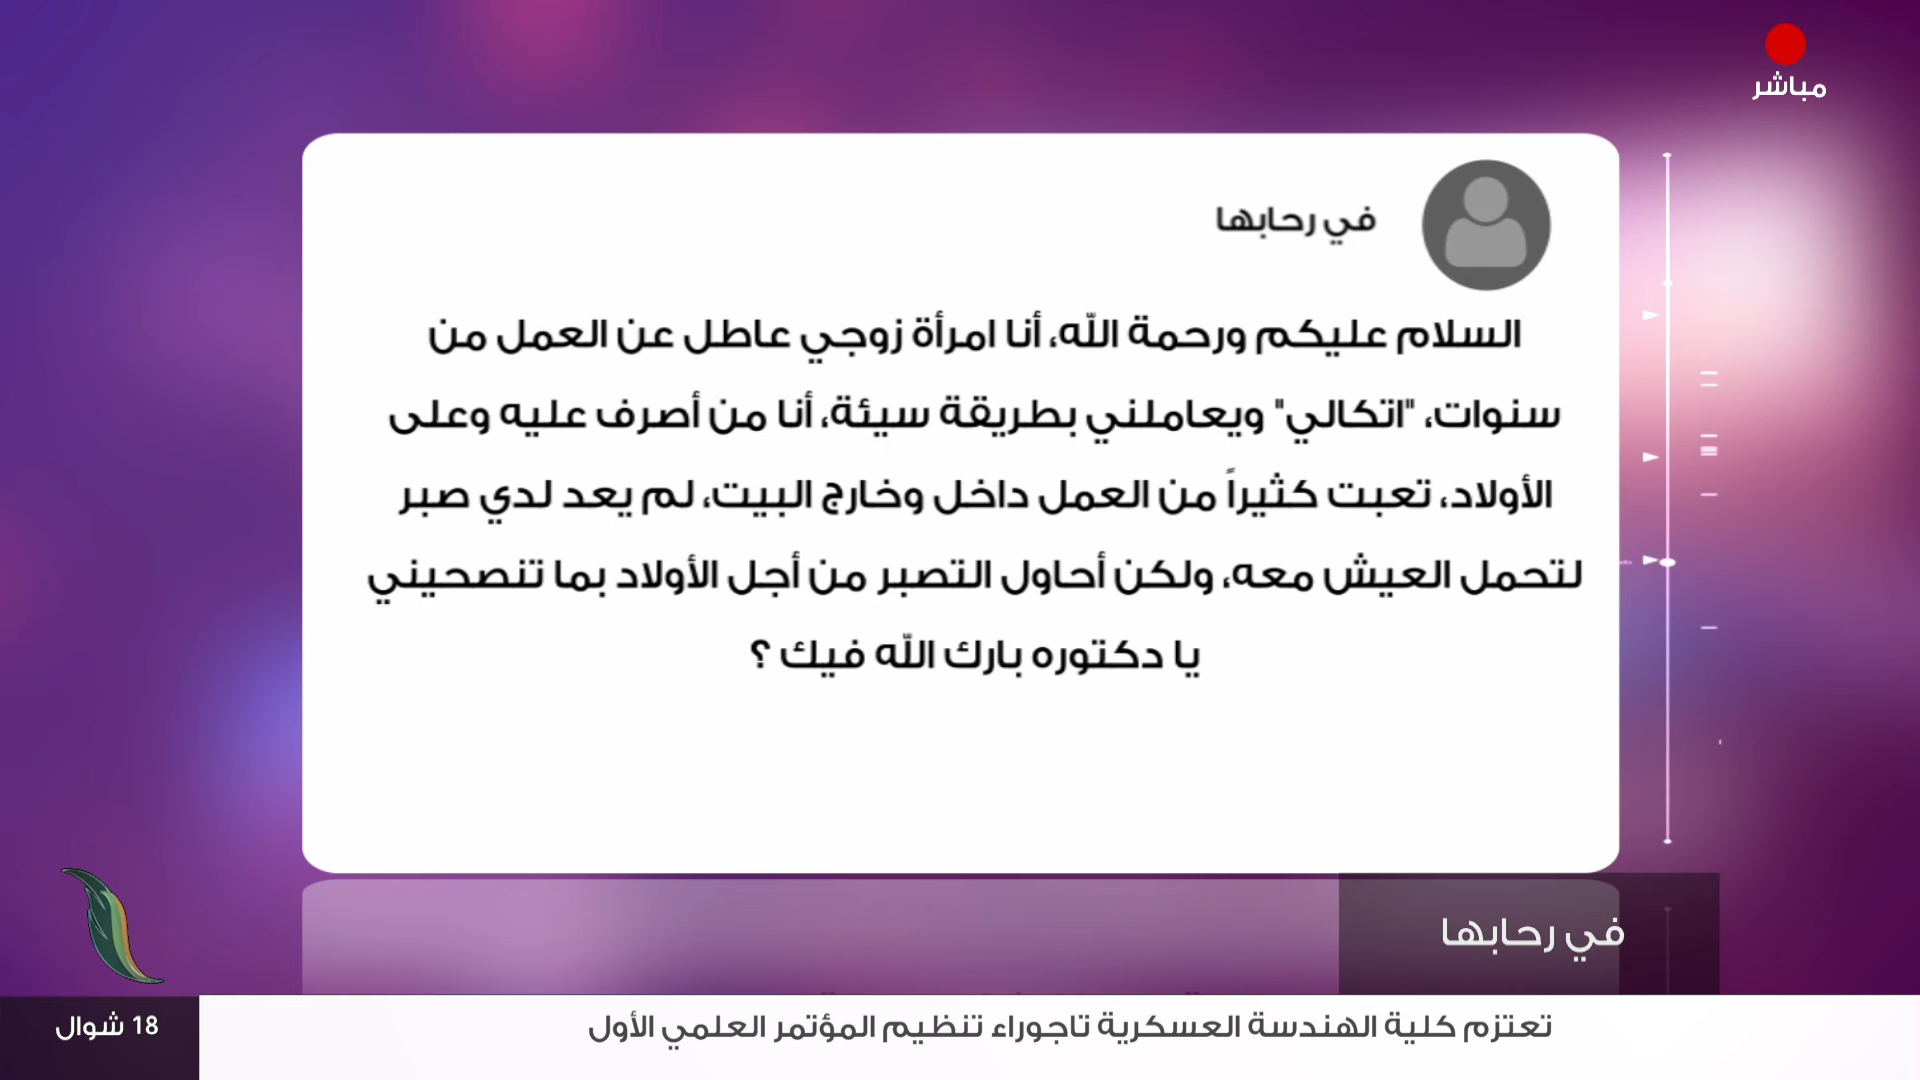 مباشر
في رحابها
السلام عليكم ورحمة الله، أنا امرأة زوجي عاطل عن العمل من
سنوات، "اتكالي" ويعاملني بطريقة سيئة، أنا من أصرف عليه وعلى
الأولاد، تعبت كثيراً من العمل داخل وخارج البيت، لم يعد لدي صبر
لتحمل العيش معه، ولكن أحاول التصبر من أجل الأولاد بما تنصحيني
يا دكتوره بارك الله فيك ؟
في رحابها
تعتزم كلية الهندسة العسكرية تاجوراء تنظيم المؤتمر العلمي الأول
18 شوال